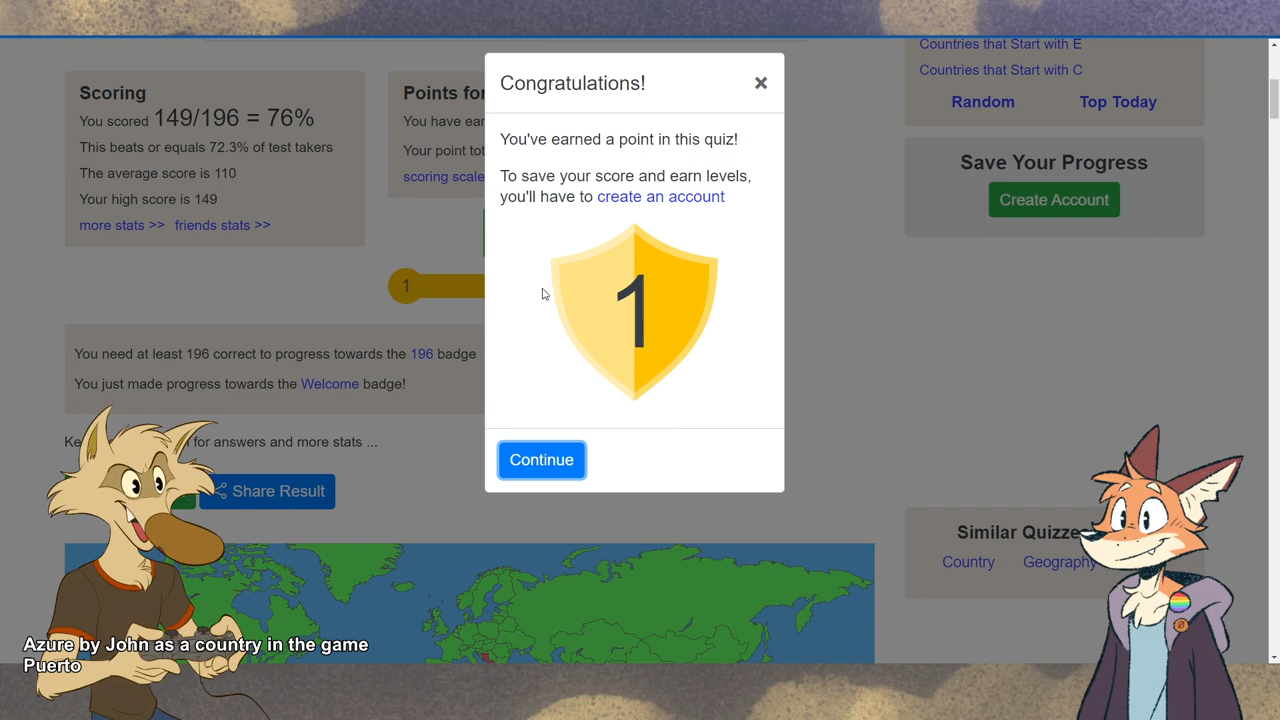 Scoring
You scored 149/196 = 76%
This beats or equals 72.3% of test takers
The average score is 110
Your high score is 149
more stats >> friends stats >>
Points for
You have ear
Your point tot
scoring scale
1
You need at least 196 correct to progress towards the 196 badge
You just made progress towards the Welcome badge!
for answers and more stats ...
Share Result
Congratulations!
×
You've earned a point in this quiz!
To save your score and earn levels,
you'll have to create an account
1
Continue
Countries that Start with E
Countries that Start with C
Random Top Today
Save Your Progress
Create Account
Similar Quizze
Country Geography
Azure by John as a country in the game
Puerto